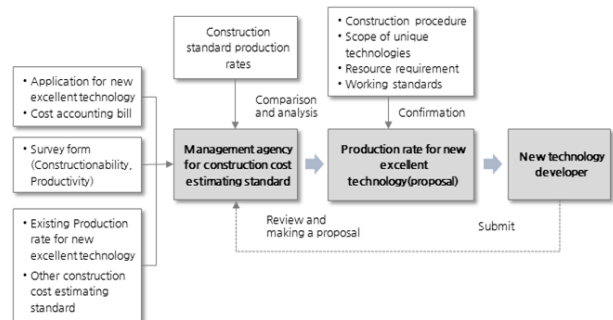 Construction
standard production
rates
• Construction procedure
• Scope of unique
technologies
• Resource requirement
• Working standards
• Application for new
excellent technology
• Cost accounting bill
Comparison
and analysis
Confirmation
• Survey form
(Constructionability,
Productivity)
Management agency
for construction cost
estimating standard
Production rate for new
excellent
technology(proposal)
New technology
developer
• Existing Production
rate for new
excellent technology
• Other construction
cost estimating
standard
Review and
making a proposal
Submit